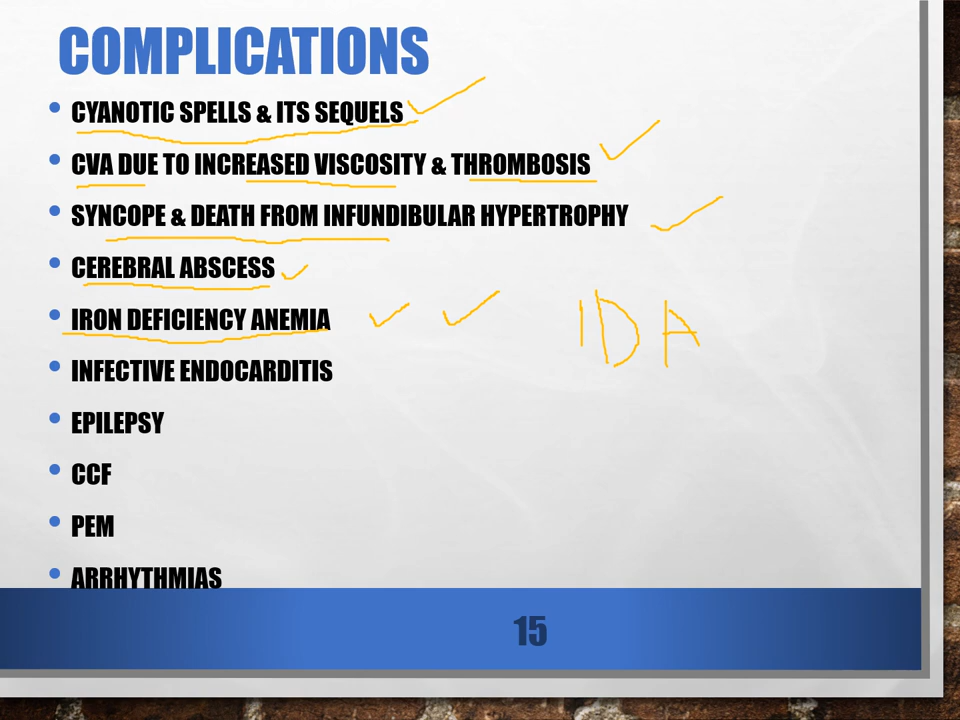 COMPLICATIONS
• CYANOTIC SPELLS & ITS SEQUELS
• CVA DUE TO INCREASED VISCOSITY & THROMBOSIS
• SYNCOPE & DEATH FROM INFUNDIBULAR HYPERTROPHY
• CEREBRAL ABSCESS
• IRON DEFICIENCY ANEMIA
IDA
• INFECTIVE ENDOCARDITIS
• EPILEPSY
• CCF
• PEM
• ARRHYTHMIAS
15